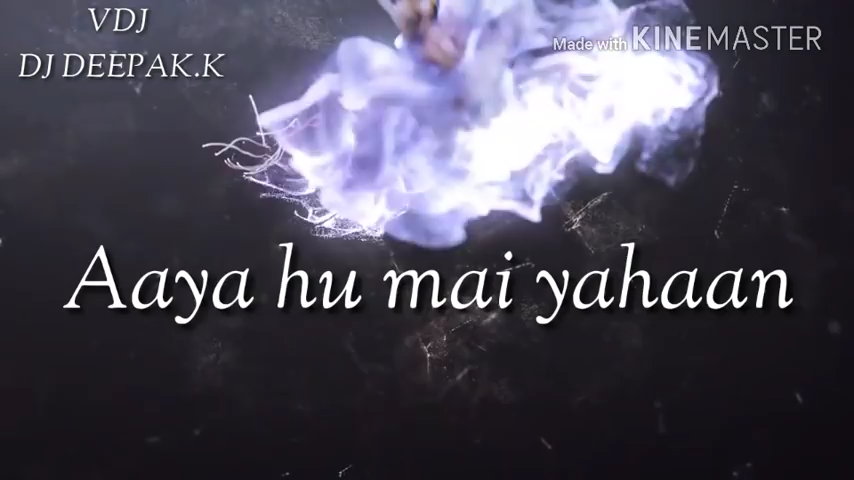 VDJ
DJ DEEPAK.K
Made with KINEMASTER
Aaya hu mai yahaan